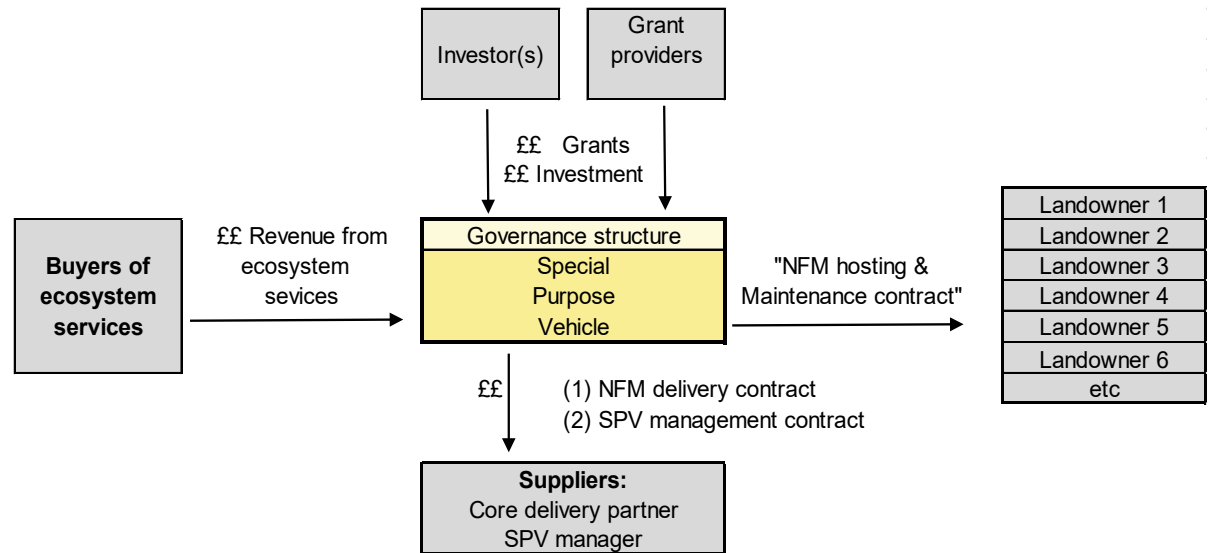 Investor(s)
Grant
providers
££ Grants
££ Investment
Buyers of
ecosystem
services
££ Revenue from
ecosystem
sevices
Governance structure
Special
Purpose
Vehicle
"NFM hosting &
Maintenance contract"
Landowner 1
Landowner 2
Landowner 3
Landowner 4
Landowner 5
Landowner 6
etc
££
(1) NFM delivery contract
(2) SPV management contract
Suppliers:
Core delivery partner
SPV manager